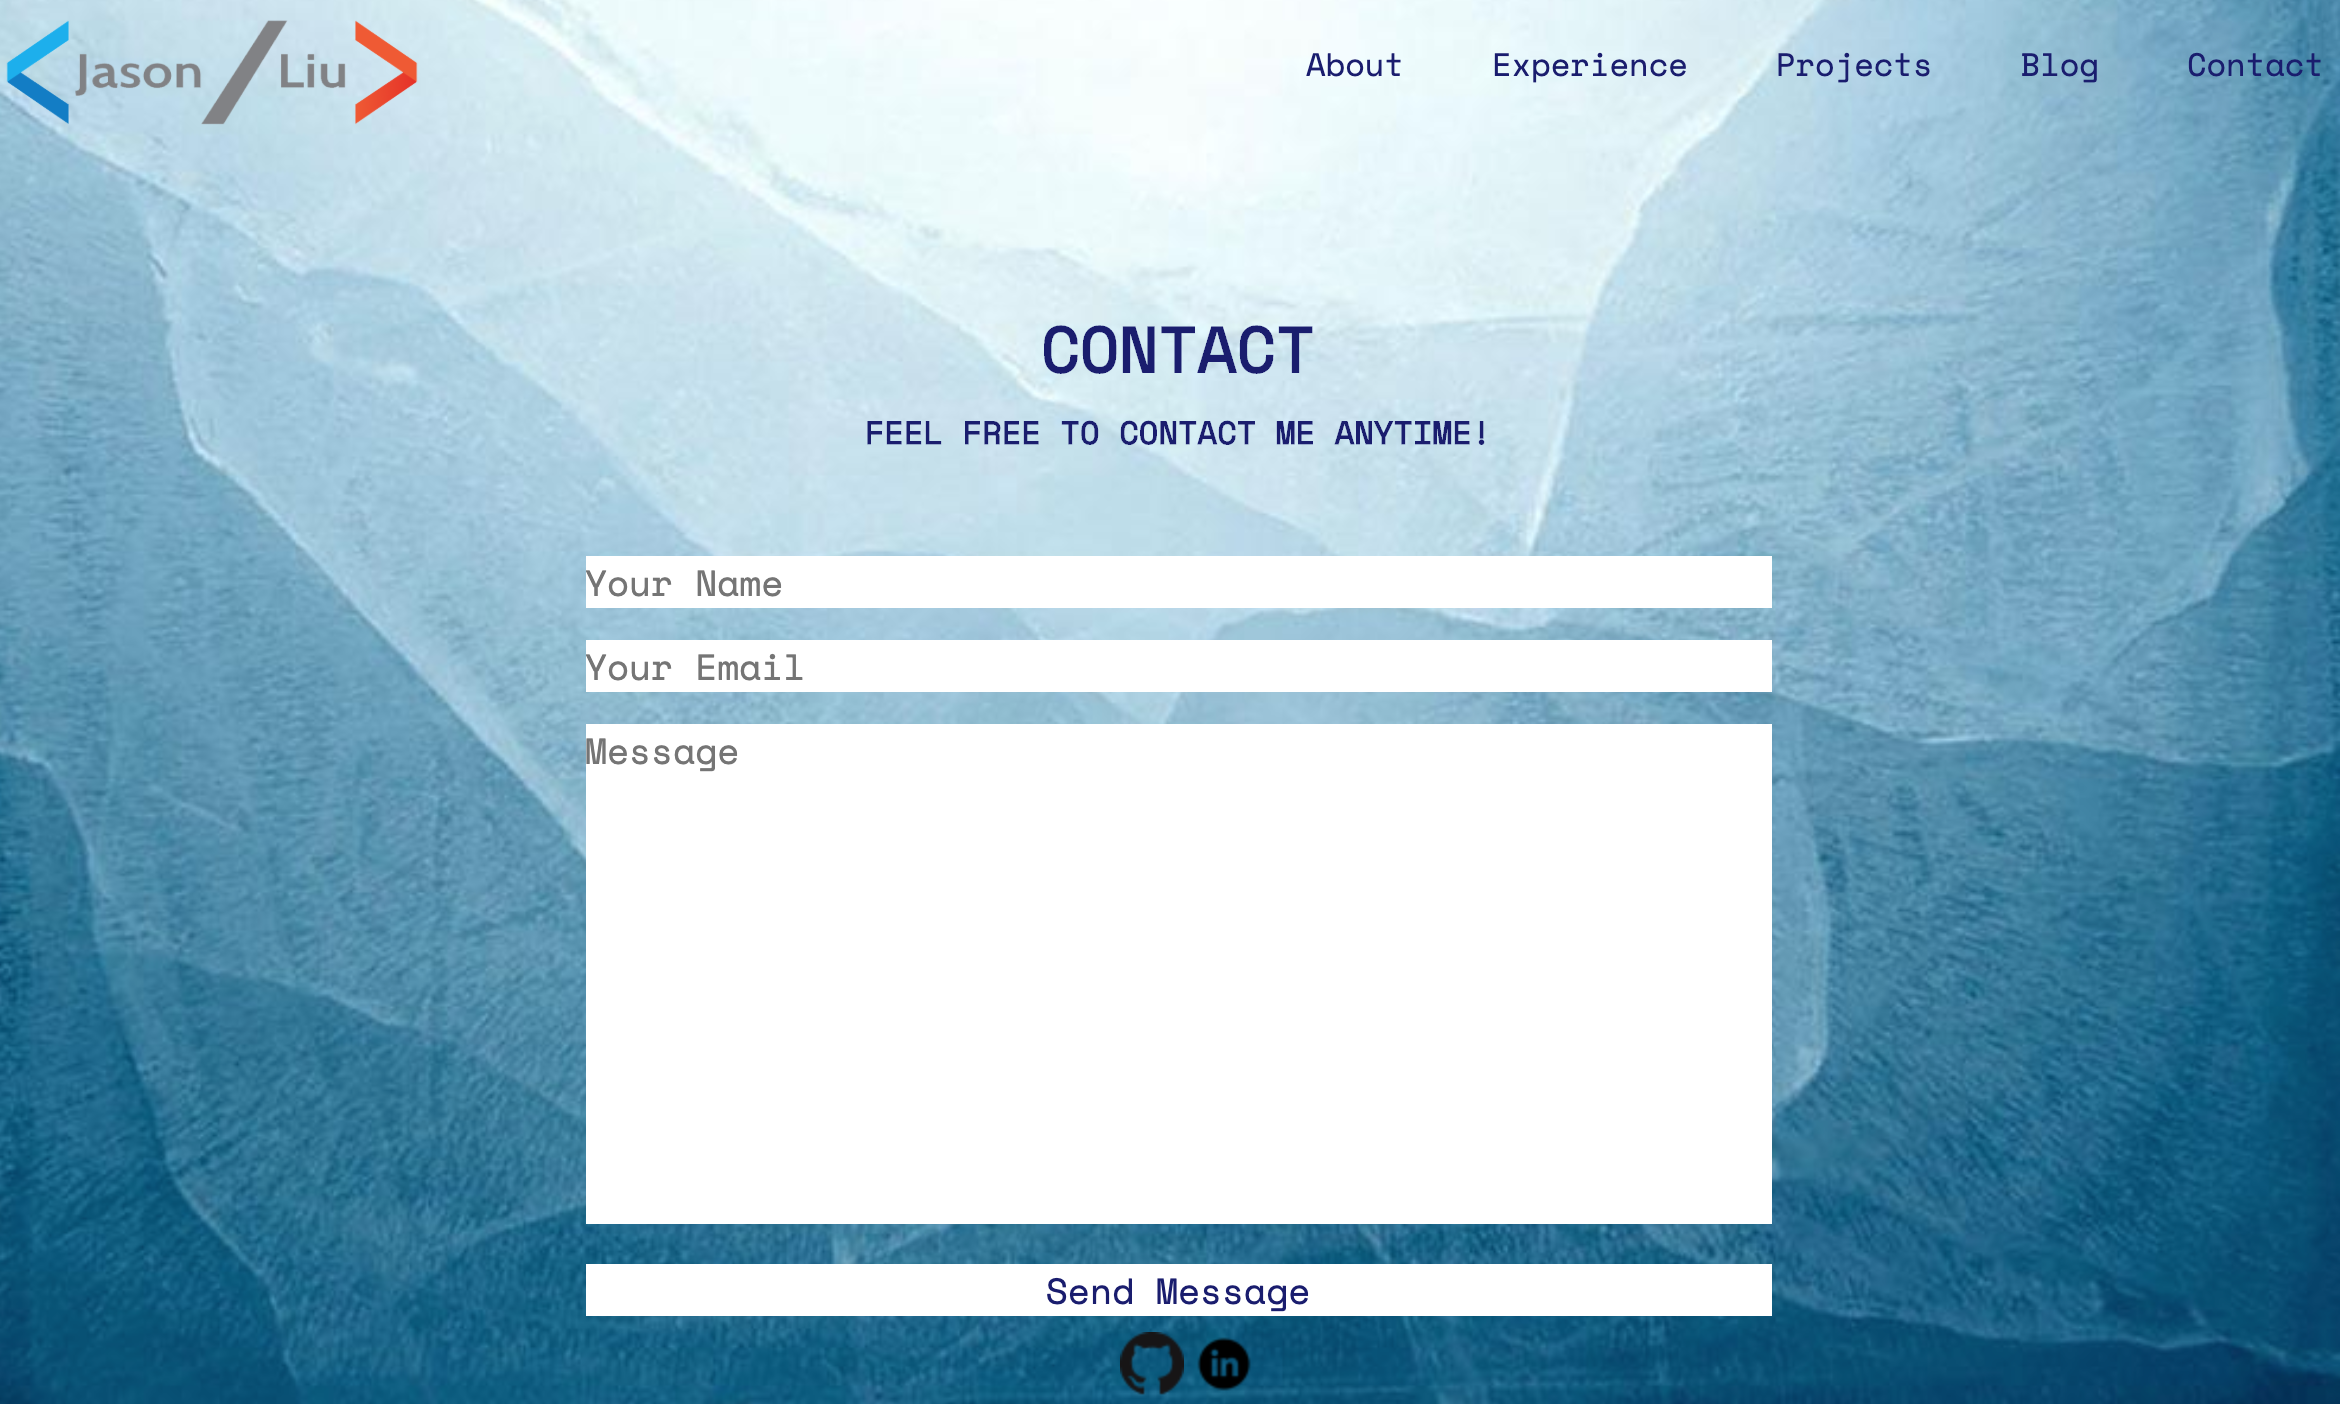 Jason/Liu
About Experience Projects Blog Contact
CONTACT
FEEL FREE TO CONTACT ME ANYTIME!
Your Name
Your Email
Message
Send Message
in